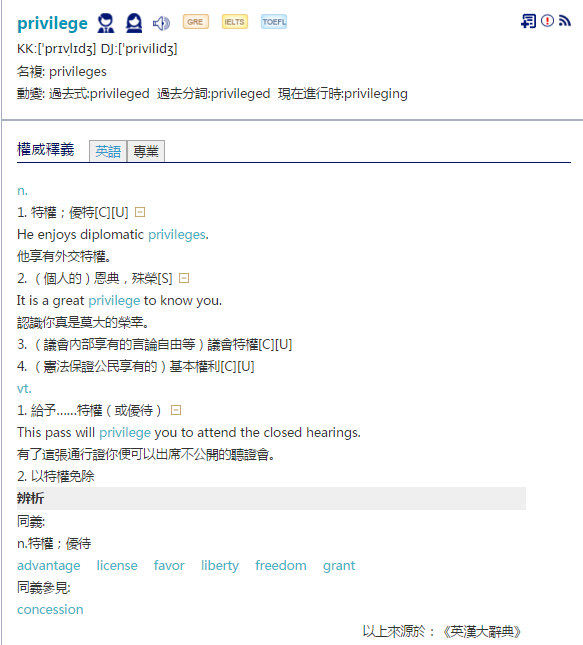 privilege GRE IELTS TOEFL
KK:[ˈprɪvḷɪdʒ] DJ:[ˈprivilidʒ]
名複: privileges
動變: 過去式:privileged 過去分詞:privileged 現在進行時:privileging
權威釋義 英語 專業
n.
1. 特權；優特[C][U]
He enjoys diplomatic privileges.
他享有外交特權。
2. （個人的）恩典，殊榮[S]
It is a great privilege to know you.
認識你真是莫大的榮幸。
3. （議會內部享有的言論自由等）議會特權[C][U]
4. （憲法保證公民享有的）基本權利[C][U]
vt.
1. 給予……特權（或優待）
This pass will privilege you to attend the closed hearings.
有了這張通行證你便可以出席不公開的聽證會。
2. 以特權免除
辨析
同義:
n.特權；優待
advantage license favor liberty freedom grant
同義參見:
concession
以上來源於：《英漢大辭典》